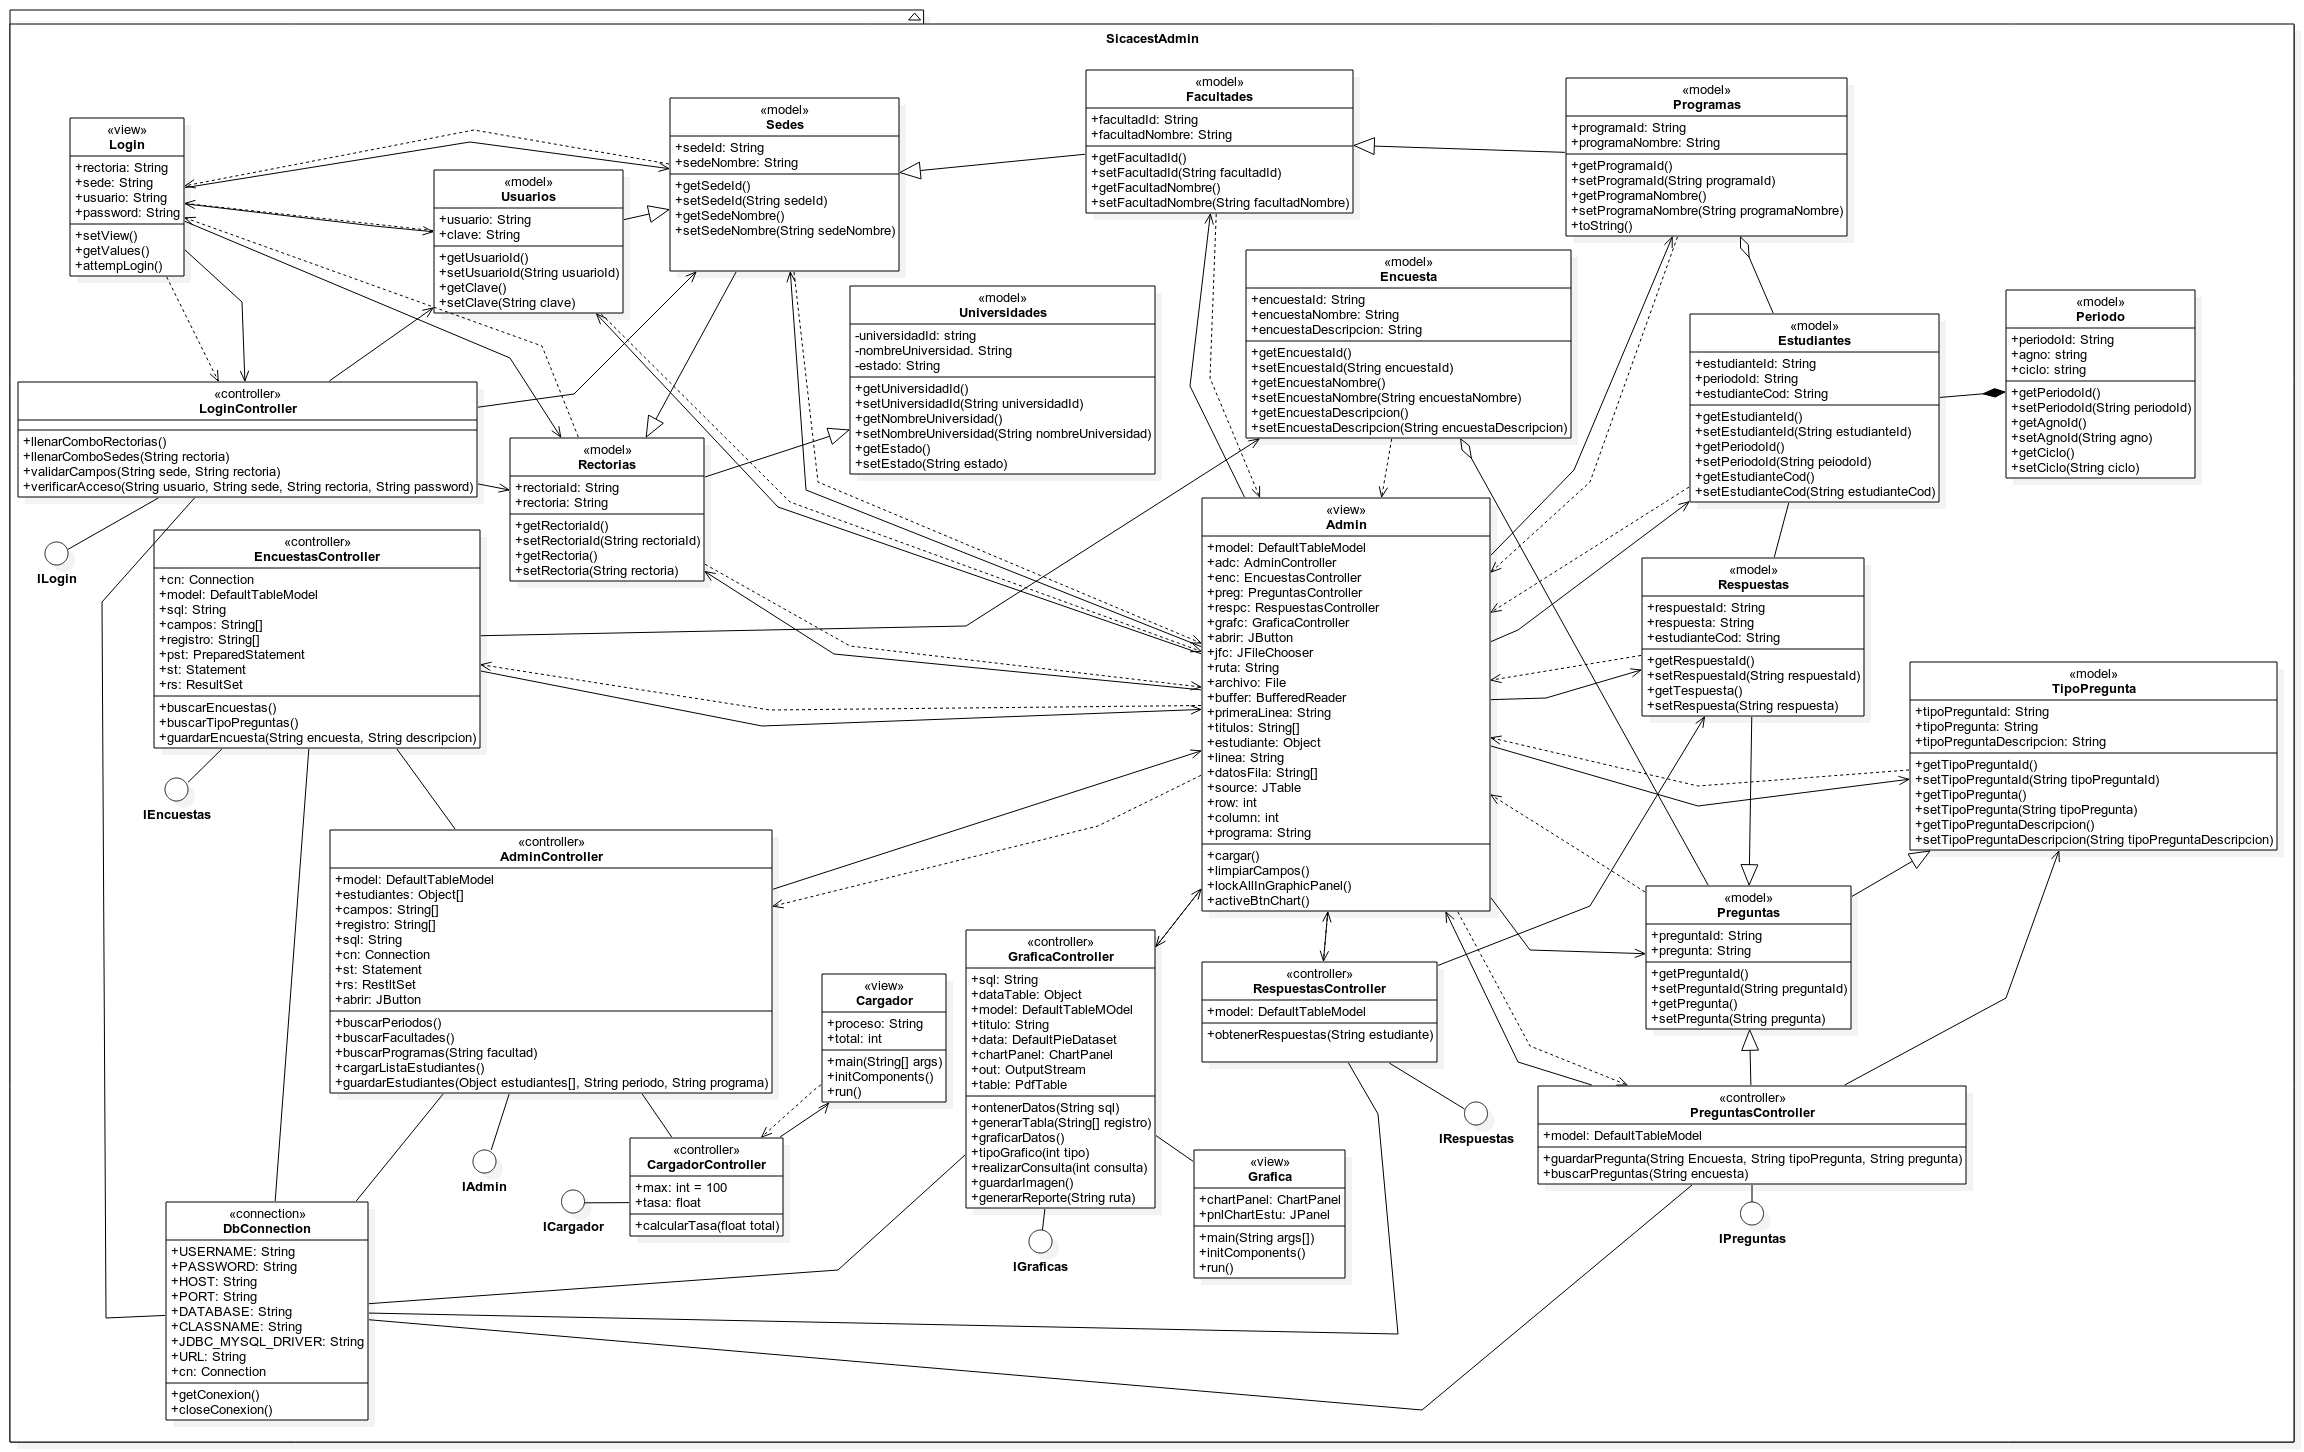 SicacestAdmin
«view»
Login
+rectoria: String
+sede: String
+usuario: String
+password: String
+setView()
+getValues()
+attempLogin()
«model»
Usuarios
+usuario: String
+clave: String
+getUsuarioId()
+setUsuarioId(String usuarioId)
+getClave()
+setClave(String clave)
«model»
Sedes
+sedeId: String
+sedeNombre: String
+getSedeId()
+setSedeId(String sedeId)
+getSedeNombre()
+setSedeNombre(String sedeNombre)
«model»
Facultades
+facultadId: String
+facultadNombre: String
+getFacultadId()
+setFacultadId(String facultadId)
+getFacultadNombre()
+setFacultadNombre(String facultadNombre)
«model»
Programas
+programaId: String
+programaNombre: String
+getProgramaId()
+setProgramaId(String programaId)
+getProgramaNombre()
+setProgramaNombre(String programaNombre)
+toString()
«model»
Universidades
-universidadId: string
-nombreUniversidad. String
-estado: String
+getUniversidadId()
+setUniversidadId(String universidadId)
+getNombreUniversidad()
+setNombreUniversidad(String nombreUniversidad)
+getEstado()
+setEstado(String estado)
«model»
Encuesta
+encuestaId: String
+encuestaNombre: String
+encuestaDescripcion: String
+getEncuestaId()
+setEncuestaId(String encuestaId)
+getEncuestaNombre()
+setEncuestaNombre(String encuestaNombre)
+getEncuestaDescripcion()
+setEncuestaDescripcion(String encuestaDescripcion)
«model»
Estudiantes
+estudianteId: String
+periodoId: String
+estudianteCod: String
+getEstudianteId()
+setEstudianteId(String estudianteId)
+getPeriodoId()
+setPeriodoId(String peiodoId)
+getEstudianteCod()
+setEstudianteCod(String estudianteCod)
«model»
Periodo
+periodoId: String
+agno: string
+ciclo: string
+getPeriodoId()
+setPeriodoId(String periodoId)
+getAgnoId()
+setAgnoId(String agno)
+getCiclo()
+setCiclo(String ciclo)
«controller»
LoginController
+llenarComboRectorias()
+llenarComboSedes(String rectoria)
+validarCampos(String sede, String rectoria)
+verificarAcceso(String usuario, String sede, String rectoria, String password)
ILogin
«model»
Rectorias
+rectoriaId: String
+rectoria: String
+getRectoriaId()
+setRectoriaId(String rectoriaId)
+getRectoria()
+setRectoria(String rectoria)
«controller»
EncuestasController
+cn: Connection
+model: DefaultTableModel
+sql: String
+campos: String[]
+registro: String[]
+pst: PreparedStatement
+st: Statement
+rs: ResultSet
+buscarEncuestas()
+buscarTipoPreguntas()
+guardarEncuesta(String encuesta, String descripcion)
IEncuestas
«view»
Admin
+model: DefaultTableModel
+adc: AdminController
+enc: EncuestasController
+preg: PreguntasController
+respc: RespuestasController
+grafc: GraficaController
+abrir: JButton
+jfc: JFileChooser
+ruta: String
+archivo: File
+buffer: BufferedReader
+primeraLinea: String
+titulos: String[]
+estudiante: Object
+linea: String
+datosFila: String[]
+source: JTable
+row: int
+column: int
+programa: String
+cargar()
+limpiarCampos()
+lockAllInGraphicPanel()
+activeBtnChart()
«model»
Respuestas
+respuestaId: String
+respuesta: String
+estudianteCod: String
+getRespuestaId()
+setRespuestaId(String respuestaId)
+getTespuesta()
+setRespuesta(String respuesta)
«model»
TipoPregunta
+tipoPreguntaId: String
+tipoPregunta: String
+tipoPreguntaDescripcion: String
+getTipoPreguntaId()
+setTipoPreguntaId(String tipoPreguntaId)
+getTipoPregunta()
+setTipoPregunta(String tipoPregunta)
+getTipoPreguntaDescripcion()
+setTipoPreguntaDescripcion(String tipoPreguntaDescripcion)
«controller»
AdminController
+model: DefaultTableModel
+estudiantes: Object[]
+campos: String[]
+registro: String[]
+sql: String
+cn: Connection
+st: Statement
+rs: RestltSet
+abrir: JButton
+buscarPeriodos()
+buscarFacultades()
+buscarProgramas(String facultad)
+cargarListaEstudiantes()
+guardarEstudiantes(Object estudiantes[], String periodo, String programa)
IAdmin
«view»
Cargador
+proceso: String
+total: int
+main(String[] args)
+initComponents()
+run()
«controller»
GraficaController
+sql: String
+dataTable: Object
+model: DefaultTableMOdel
+titulo: String
+data: DefaultPieDataset
+chartPanel: ChartPanel
+out: OutputStream
+table: PdfTable
+ontenerDatos(String sql)
+generarTabla(String[] registro)
+graficarDatos()
+tipoGrafico(int tipo)
+realizarConsulta(int consulta)
+guardarImagen()
+generarReporte(String ruta)
IGraficas
«controller»
RespuestasController
+model: DefaultTableModel
+obtenerRespuestas(String estudiante)
IRespuestas
«model»
Preguntas
+preguntaId: String
+pregunta: String
+getPreguntaId()
+setPreguntaId(String preguntaId)
+getPregunta()
+setPregunta(String pregunta)
«controller»
PreguntasController
+model: DefaultTableModel
+guardarPregunta(String Encuesta, String tipoPregunta, String pregunta)
+buscarPreguntas(String encuesta)
IPreguntas
«controller»
CargadorController
+max: int = 100
+tasa: float
+calcularTasa(float total)
ICargador
«view»
Grafica
+chartPanel: ChartPanel
+pnlChartEstu: JPanel
+main(String args[])
+initComponents()
+run()
«connection»
DbConnection
+USERNAME: String
+PASSWORD: String
+HOST: String
+PORT: String
+DATABASE: String
+CLASSNAME: String
+JDBC_MYSQL_DRIVER: String
+URL: String
+cn: Connection
+getConexion()
+closeConexion()